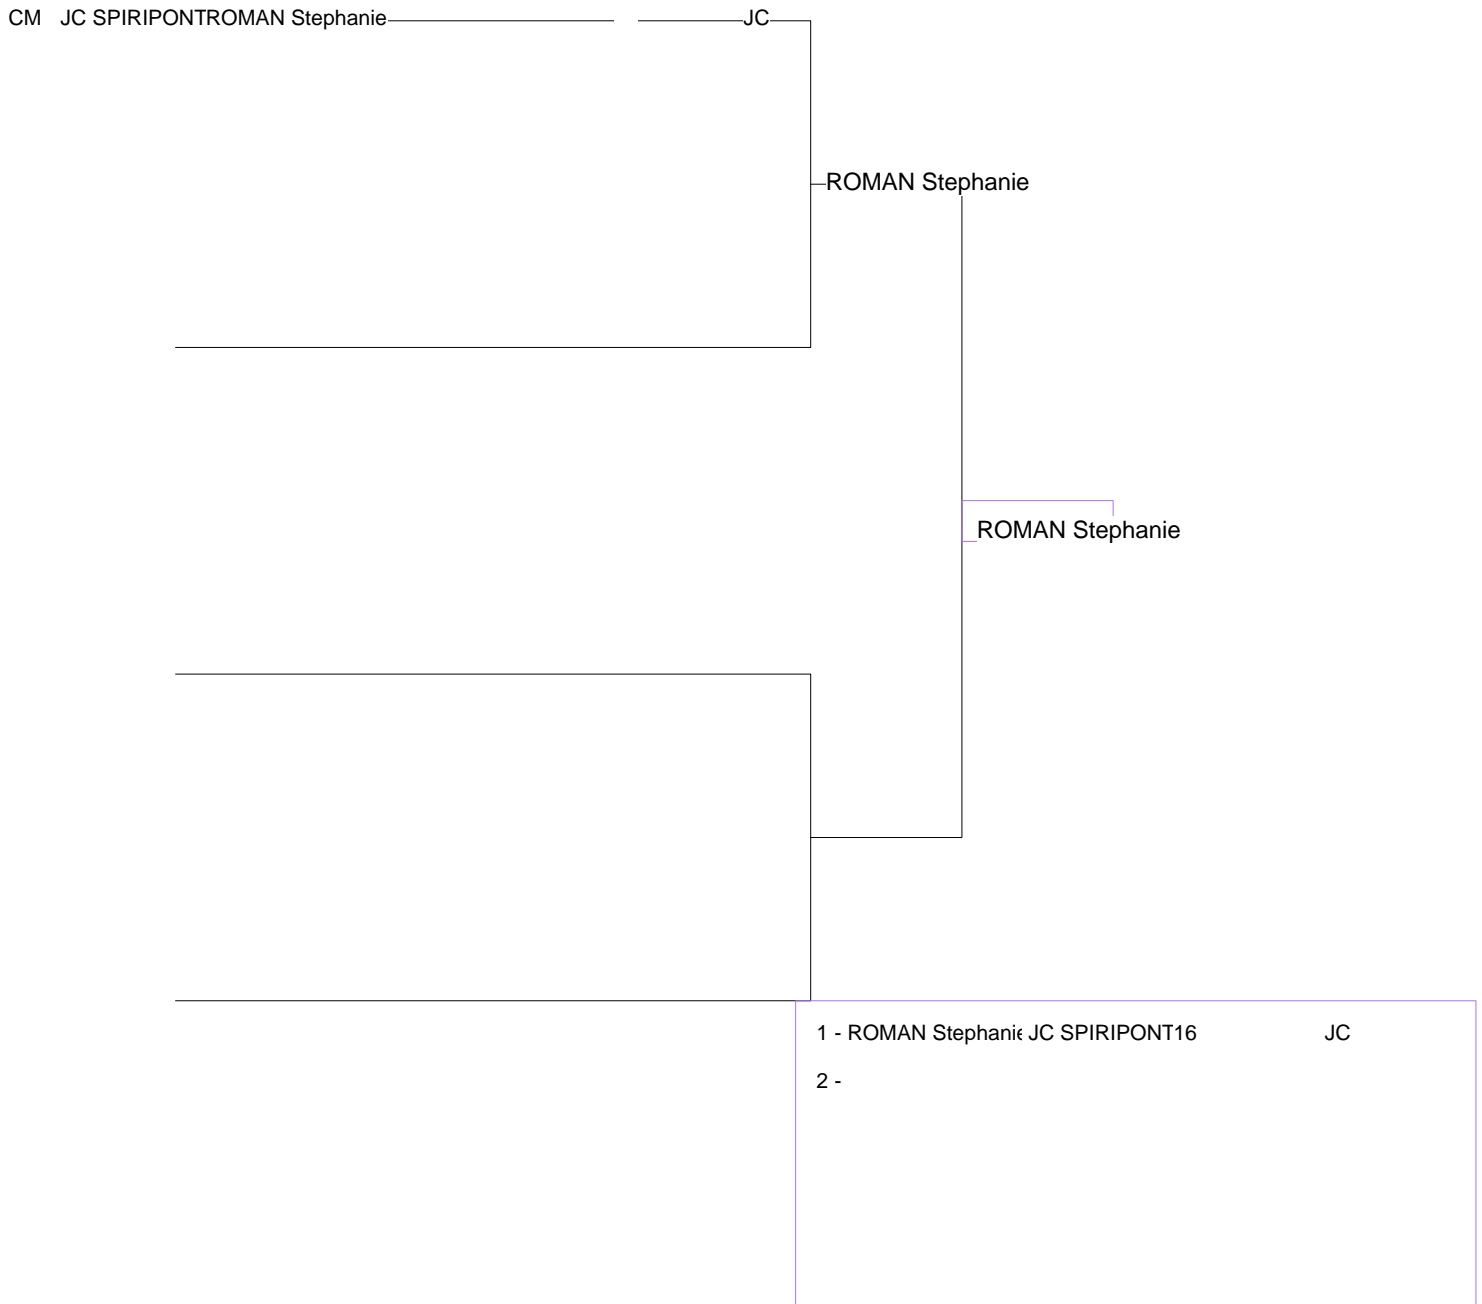 CM JC SPIRIPONTROMAN Stephanie JC
ROMAN Stephanie
ROMAN Stephanie
1 - ROMAN Stephanie JC SPIRIPONT16 JC
2 -